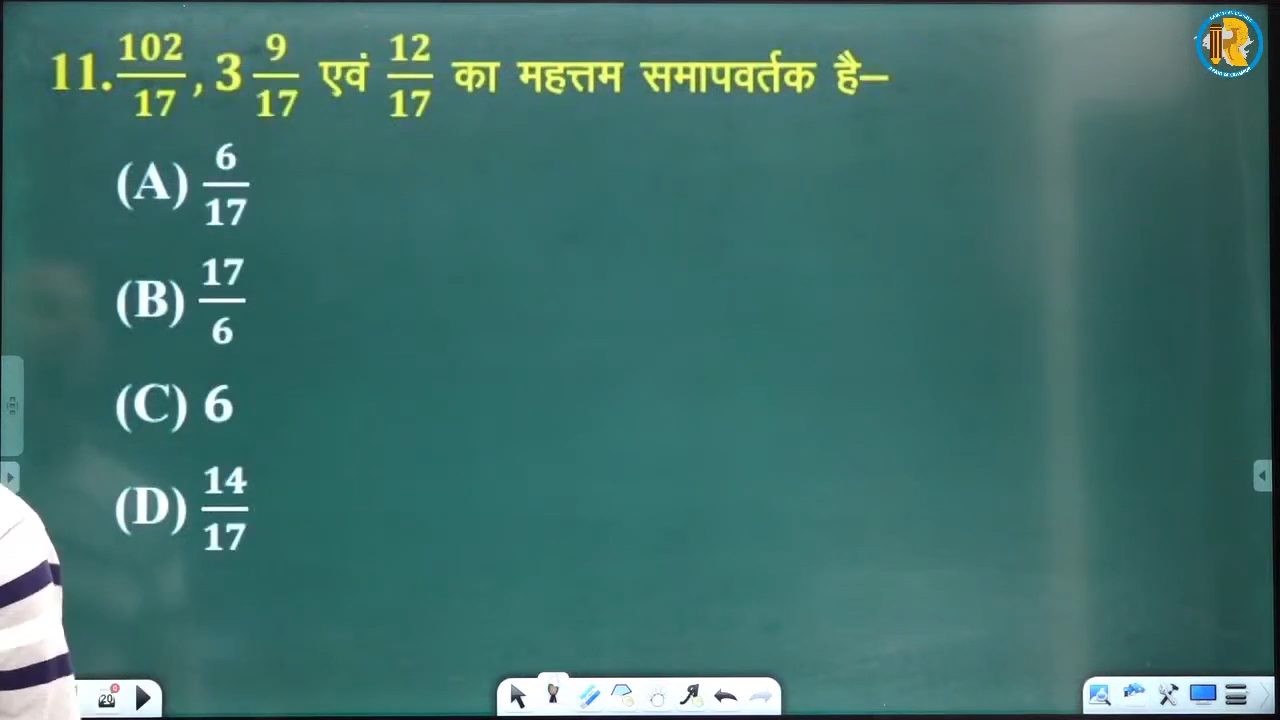 11. 102/17 , 3 9/17 एवं 12/17 का महत्तम समापवर्तक है–
(A) 6/17
(B) 17/6
(C) 6
(D) 14/17
20